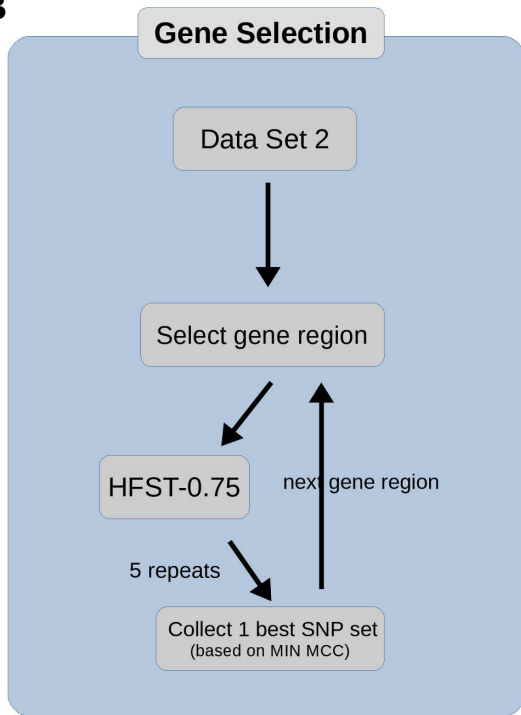 B
Gene Selection
Data Set 2
Select gene region
HFST-0.75
next gene region
5 repeats
Collect 1 best SNP set
(based on MIN MCC)